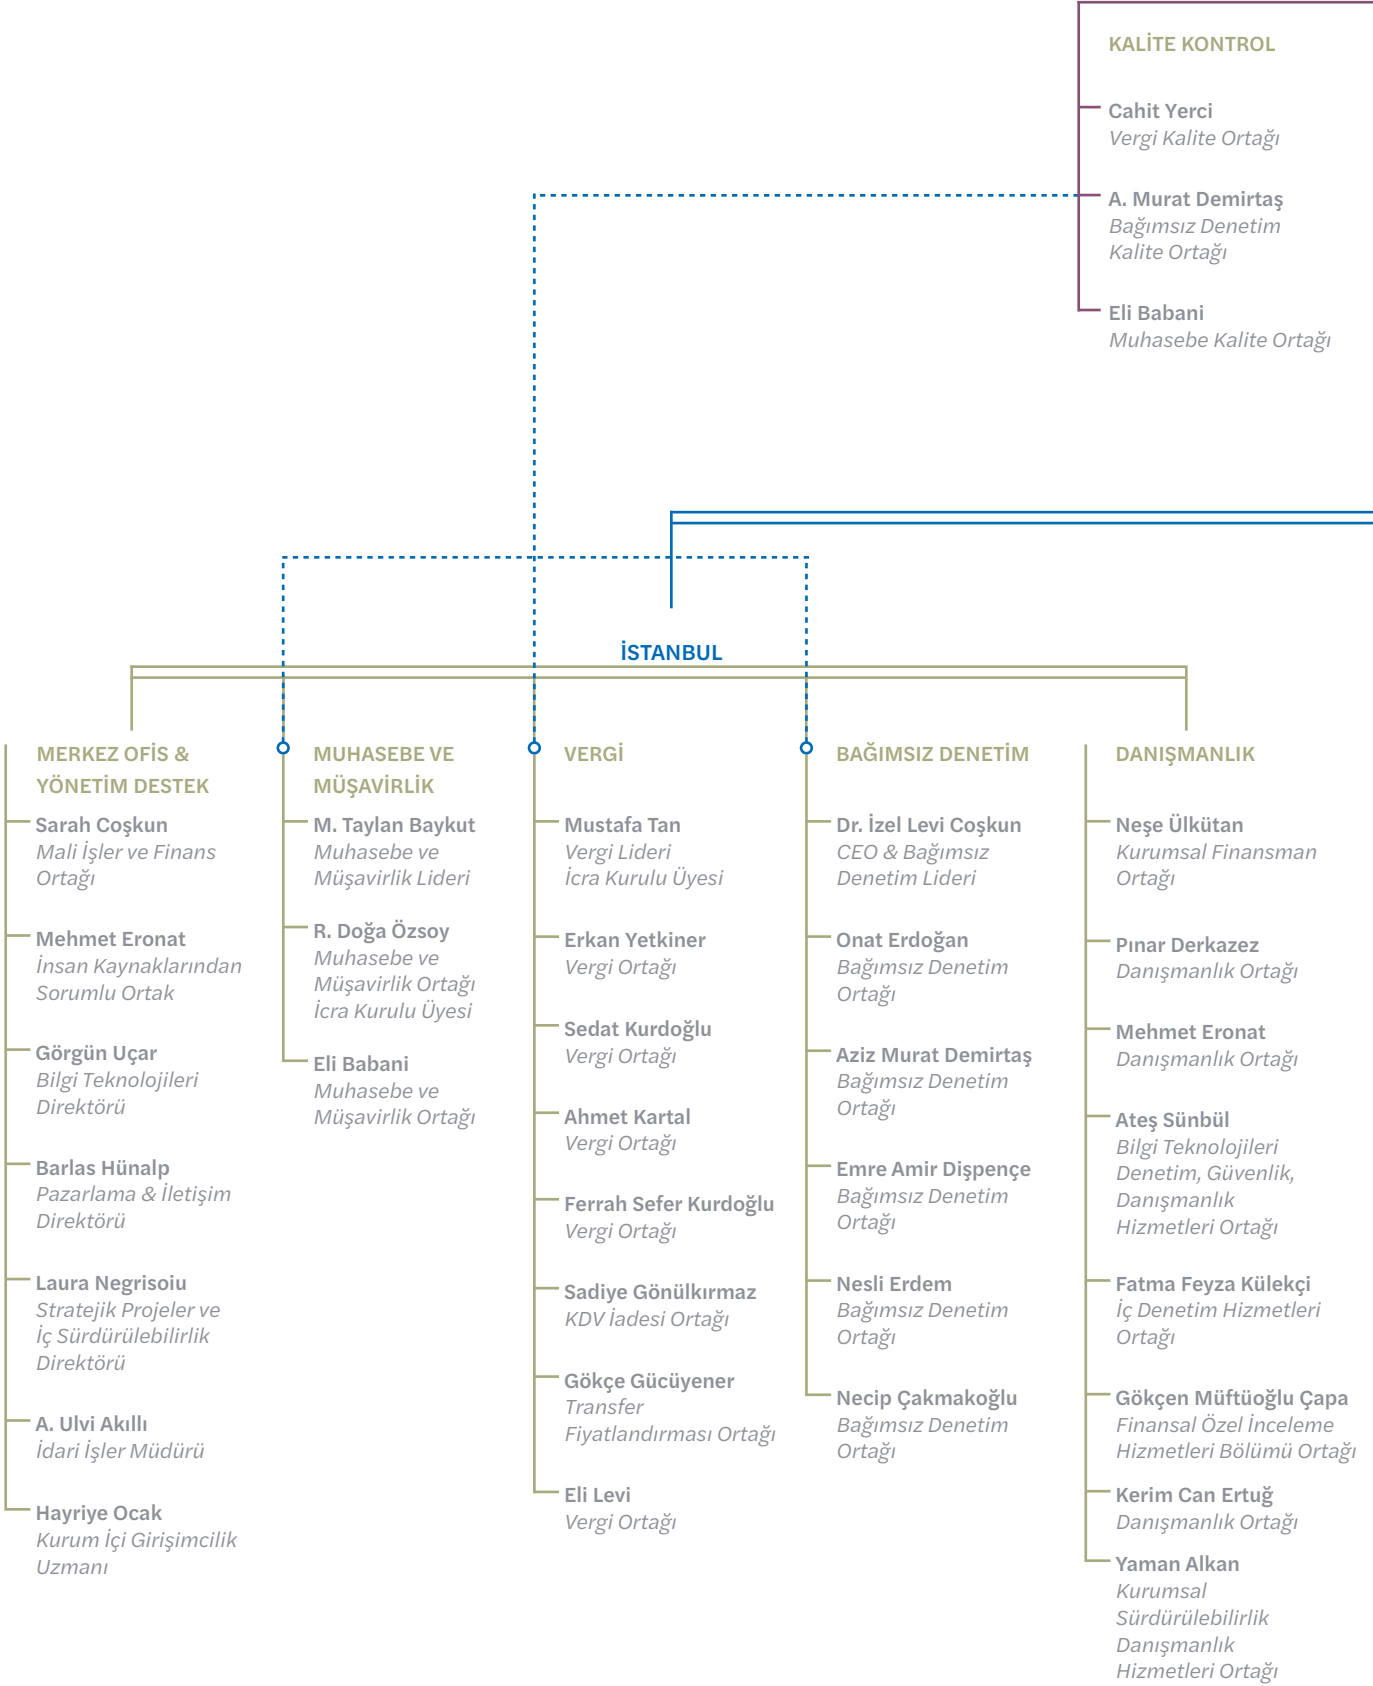 KALİTE KONTROL
Cahit Yerci
Vergi Kalite Ortağı
A. Murat Demirtaş
Bağımsız Denetim
Kalite Ortağı
Eli Babani
Muhasebe Kalite Ortağı
İSTANBUL
MERKEZ OFİS &
YÖNETİM DESTEK
Sarah Coşkun
Mali İşler ve Finans
Ortağı
Mehmet Eronat
İnsan Kaynaklarından
Sorumlu Ortak
Görgün Uçar
Bilgi Teknolojileri
Direktörü
Barlas Hünalp
Pazarlama & İletişim
Direktörü
Laura Negrisoiu
Stratejik Projeler ve
İç Sürdürülebilirlik
Direktörü
A. Ulvi Akıllı
İdari İşler Müdürü
Hayriye Ocak
Kurum İçi Girişimcilik
Uzmanı
MUHASEBE VE
MÜŞAVİRLİK
M. Taylan Baykut
Muhasebe ve
Müşavirlik Lideri
R. Doğa Özsoy
Muhasebe ve
Müşavirlik Ortağı
İcra Kurulu Üyesi
Eli Babani
Muhasebe ve
Müşavirlik Ortağı
VERGİ
Mustafa Tan
Vergi Lideri
İcra Kurulu Üyesi
Erkan Yetkiner
Vergi Ortağı
Sedat Kurdoğlu
Vergi Ortağı
Ahmet Kartal
Vergi Ortağı
Ferrah Sefer Kurdoğlu
Vergi Ortağı
Sadiye Gönülkırmaz
KDV İadesi Ortağı
Gökçe Gücüyener
Transfer
Fiyatlandırması Ortağı
Eli Levi
Vergi Ortağı
BAĞIMSIZ DENETİM
Dr. İzel Levi Coşkun
CEO & Bağımsız
Denetim Lideri
Onat Erdoğan
Bağımsız Denetim
Ortağı
Aziz Murat Demirtaş
Bağımsız Denetim
Ortağı
Emre Amir Dişpençe
Bağımsız Denetim
Ortağı
Nesli Erdem
Bağımsız Denetim
Ortağı
Necip Çakmakoğlu
Bağımsız Denetim
Ortağı
DANIŞMANLIK
Neşe Ülkütan
Kurumsal Finansman
Ortağı
Pınar Derkazez
Danışmanlık Ortağı
Mehmet Eronat
Danışmanlık Ortağı
Ateş Sünbül
Bilgi Teknolojileri
Denetim, Güvenlik,
Danışmanlık
Hizmetleri Ortağı
Fatma Feyza Külekçi
İç Denetim Hizmetleri
Ortağı
Gökçen Müftüoğlu Çapa
Finansal Özel İnceleme
Hizmetleri Bölümü Ortağı
Kerim Can Ertuğ
Danışmanlık Ortağı
Yaman Alkan
Kurumsal
Sürdürülebilirlik
Danışmanlık
Hizmetleri Ortağı